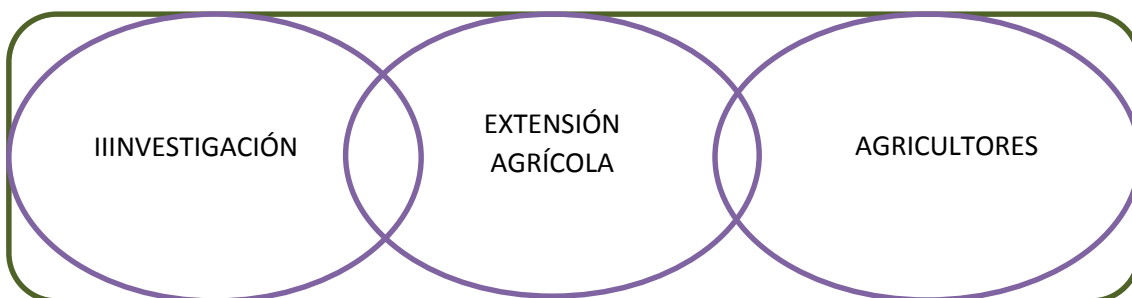 IIINVESTIGACIÓN
EXTENSIÓN
AGRÍCOLA
AGRICULTORES